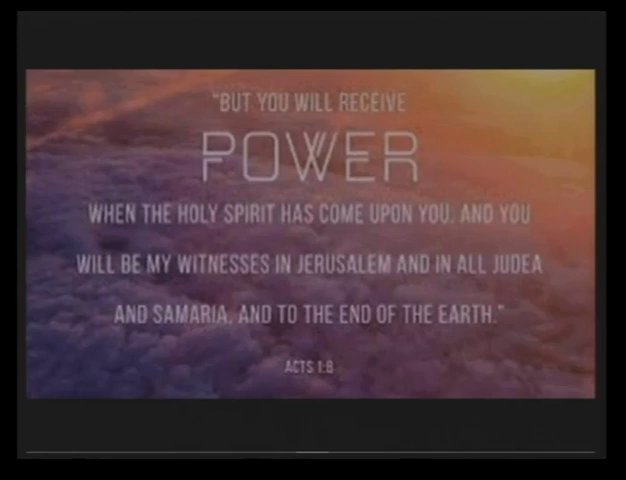 "BUT YOU WILL RECEIVE
POWER
WHEN THE HOLY SPIRIT HAS COME UPON YOU, AND YOU
WILL BE MY WITNESSES IN JERUSALEM AND IN ALL JUDEA
AND SAMARIA, AND TO THE END OF THE EARTH."
ACTS 1:8